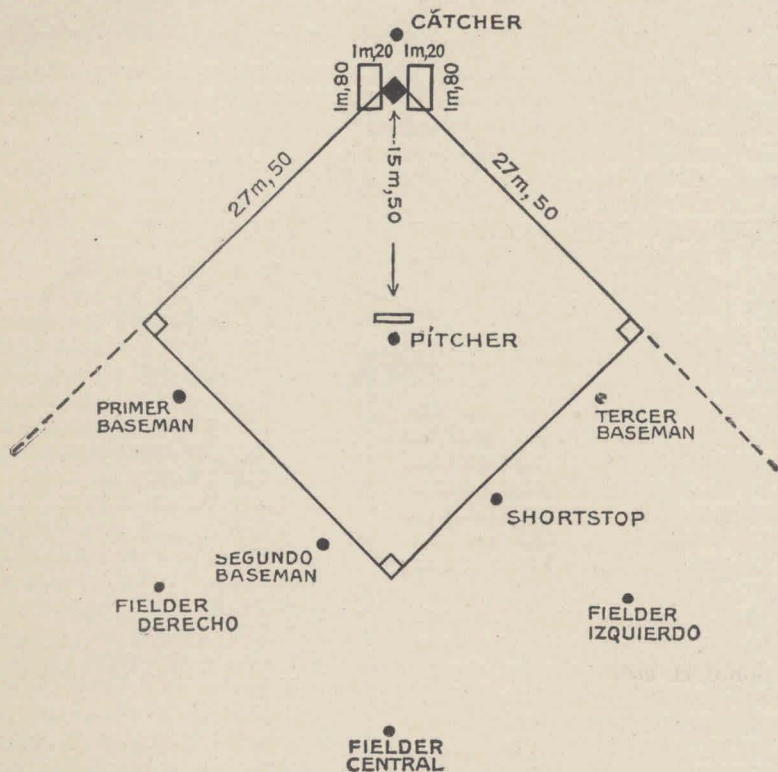 CÁTCHER
1m,20 1m,20
1m,80
1m,80
27m,50
15m,50
27m,50
PÍTCHER
PRIMER
BASEMAN
TERCER
BASEMAN
SHORTSTOP
SEGUNDO
BASEMAN
FIELDER
DERECHO
FIELDER
IZQUIERDO
FIELDER
CENTRAL